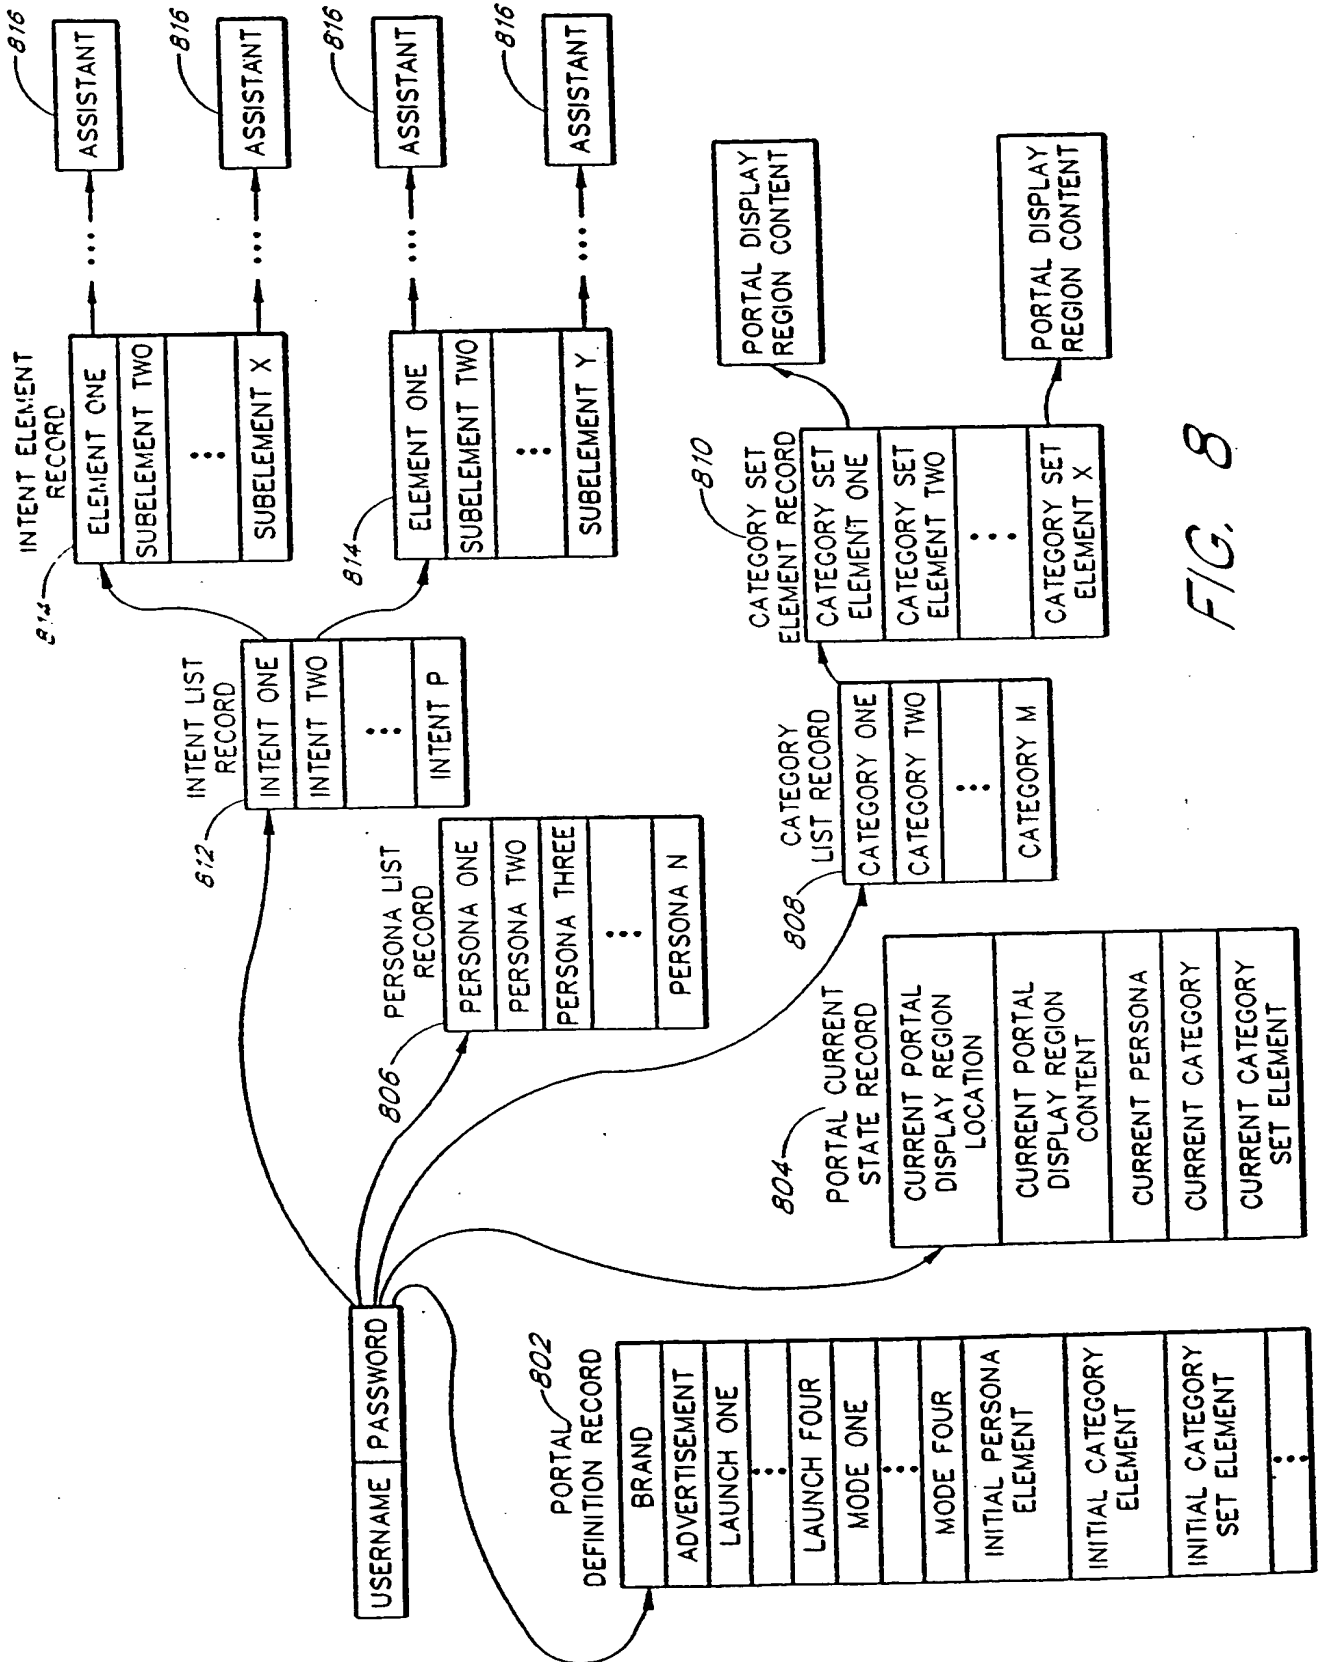 USERNAME
PASSWORD
802
PORTAL
DEFINITION RECORD
BRAND
ADVERTISEMENT
LAUNCH ONE
...
LAUNCH FOUR
MODE ONE
...
MODE FOUR
INITIAL PERSONA
ELEMENT
INITIAL CATEGORY
ELEMENT
INITIAL CATEGORY
SET ELEMENT
...
804
PORTAL CURRENT
STATE RECORD
CURRENT PORTAL
DISPLAY REGION
LOCATION
CURRENT PORTAL
DISPLAY REGION
CONTENT
CURRENT PERSONA
CURRENT CATEGORY
CURRENT CATEGORY
SET ELEMENT
806
PERSONA LIST
RECORD
PERSONA ONE
PERSONA TWO
PERSONA THREE
...
PERSONA N
808
CATEGORY
LIST RECORD
CATEGORY ONE
CATEGORY TWO
...
CATEGORY M
810
CATEGORY SET
ELEMENT RECORD
CATEGORY SET
ELEMENT ONE
CATEGORY SET
ELEMENT TWO
...
CATEGORY SET
ELEMENT X
PORTAL DISPLAY
REGION CONTENT
PORTAL DISPLAY
REGION CONTENT
812
INTENT LIST
RECORD
INTENT ONE
INTENT TWO
...
INTENT P
814
INTENT ELEMENT
RECORD
ELEMENT ONE
SUBELEMENT TWO
...
SUBELEMENT X
814
ELEMENT ONE
SUBELEMENT TWO
...
SUBELEMENT Y
...
816
ASSISTANT
...
816
ASSISTANT
...
816
ASSISTANT
...
816
ASSISTANT
FIG. 8